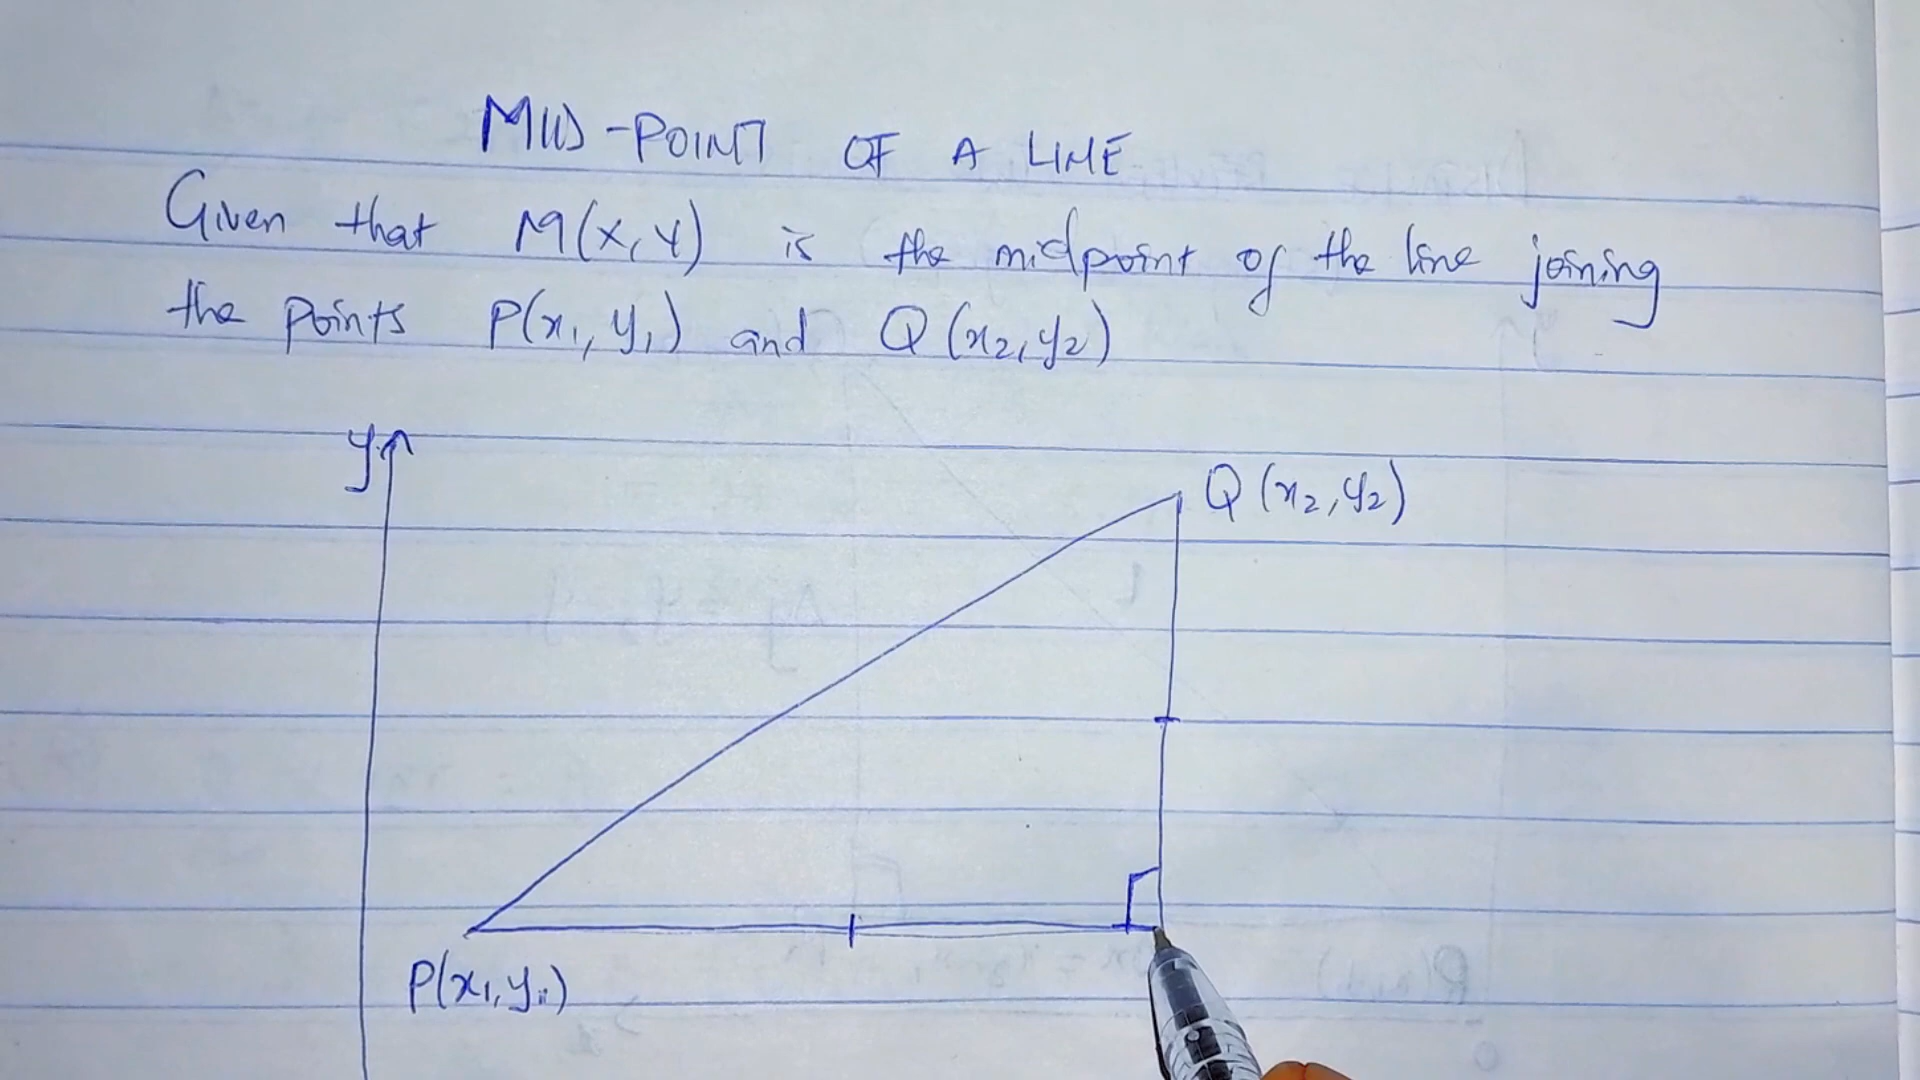 MID-POINT OF A LINE
Given that M(X,Y) is the midpoint of the line joining
the points P(x₁, y₁) and Q(x₂, y₂)
y
Q(x₂, y₂)
P(x₁, y₁)